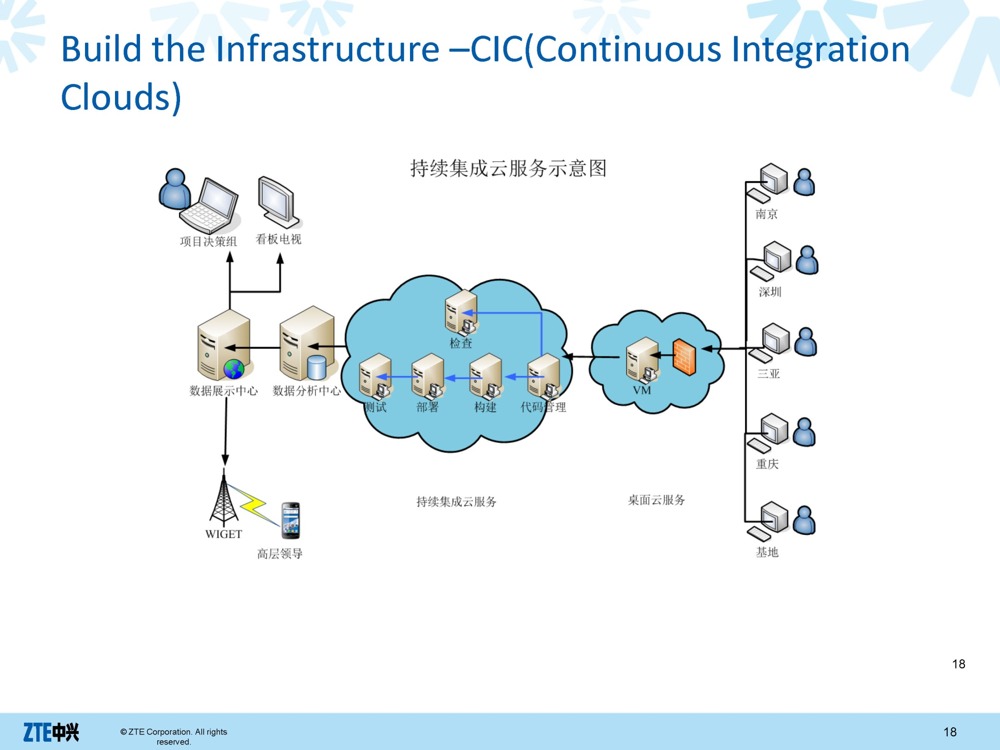 Build the Infrastructure –CIC(Continuous Integration
Clouds)
持续集成云服务示意图
项目决策组
看板电视
南京
深圳
检查
三亚
数据展示中心
数据分析中心
VM
测试
部署
构建
代码管理
重庆
持续集成云服务
桌面云服务
WIGET
高层领导
基地
18
ZTE中兴
© ZTE Corporation. All rights
reserved.
18